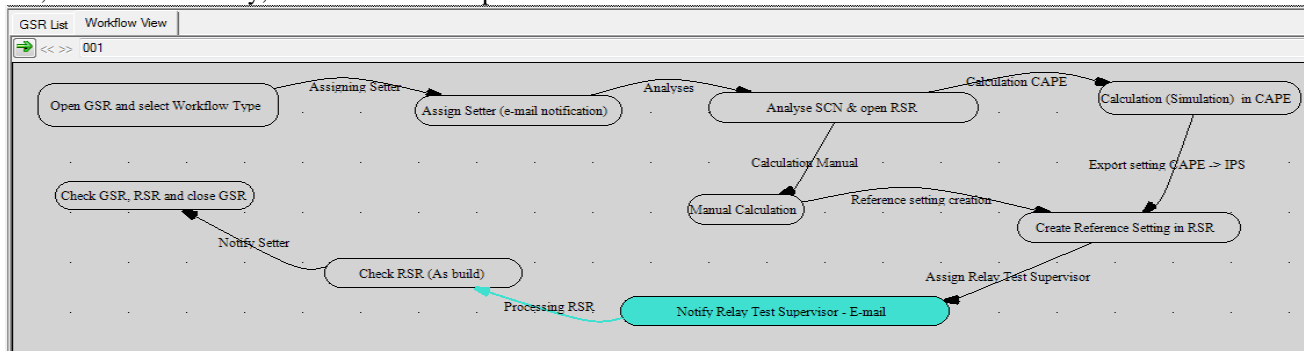 GSR List Workflow View
<< >> 001
Open GSR and select Workflow Type
Assigning Setter
Assign Setter (e-mail notification)
Analyses
Analyse SCN & open RSR
Calculation CAPE
Calculation (Simulation) in CAPE
Calculation Manual
Export setting CAPE -> IPS
Manual Calculation
Reference setting creation
Create Reference Setting in RSR
Assign Relay Test Supervisor
Notify Relay Test Supervisor - E-mail
Processing RSR
Check RSR (As build)
Notify Setter
Check GSR, RSR and close GSR